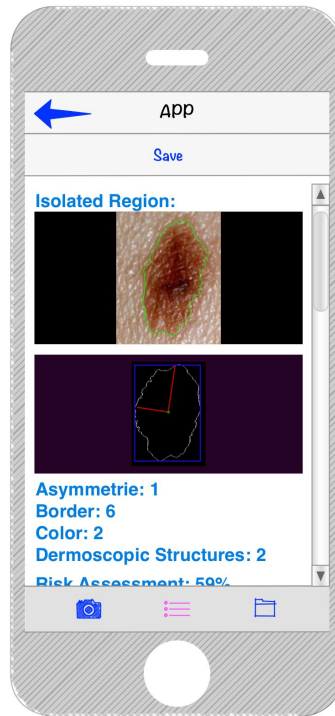 App
Save
Isolated Region:
Asymmetrie: 1
Border: 6
Color: 2
Dermoscopic Structures: 2
Risk Assessment: 59%